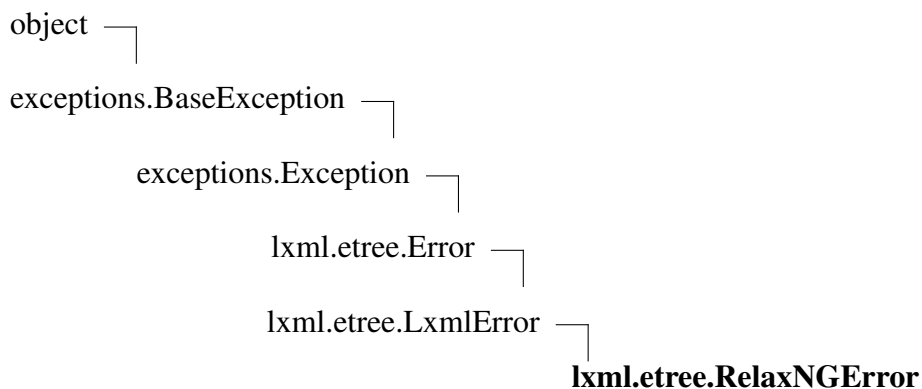 object
exceptions.BaseException
exceptions.Exception
lxml.etree.Error
lxml.etree.LxmlError
lxml.etree.RelaxNGError